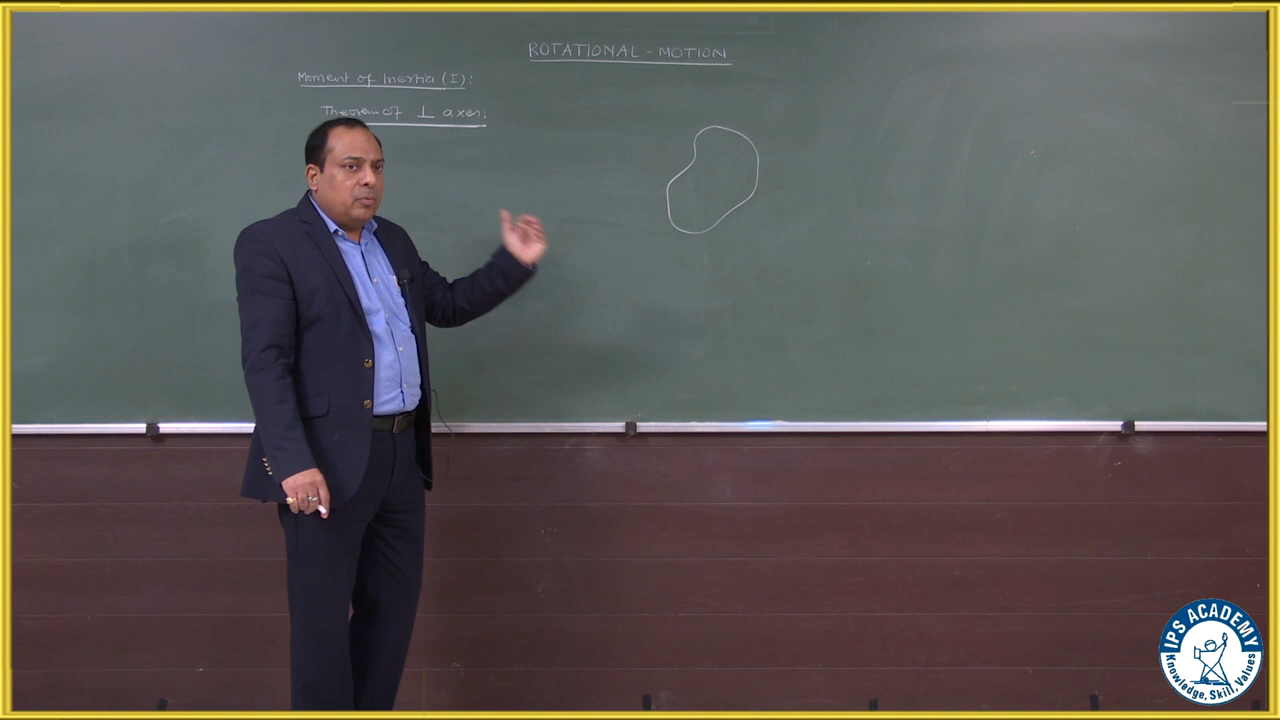 ROTATIONAL - MOTION
Moment of Inertia (I):
Theorem of ⊥ axes:
IPS ACADEMY
Knowledge, Skill, Values